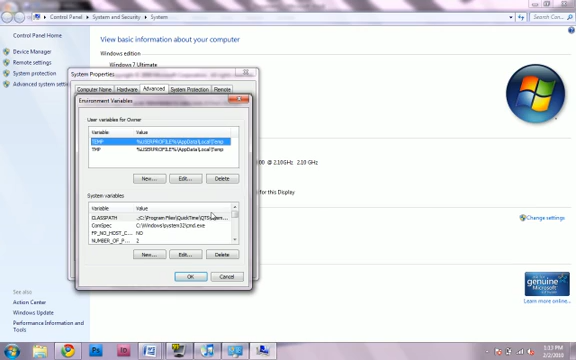 Control Panel ▸ System and Security ▸ System
Search Con...
Control Panel Home
Device Manager
Remote settings
System protection
Advanced system setti
View basic information about your computer
Windows edition
Windows 7 Ultimate
System Properties
Computer Name
Hardware
Advanced
System Protection
Remote
Environment Variables
User variables for Owner
Variable Value
TEMP %USERPROFILE%\AppData\Local\Temp
TMP %USERPROFILE%\AppData\Local\Temp
New... Edit... Delete
System variables
Variable Value
CLASSPATH .;C:\Program Files\QuickTime\QTSystem...
ComSpec C:\Windows\system32\cmd.exe
FP_NO_HOST_C... NO
NUMBER_OF_P... 2
New... Edit... Delete
OK Cancel
.00 @ 2.10GHz 2.10 GHz
for this Display
Change settings
genuine
Microsoft
Learn more online...
See also
Action Center
Windows Update
Performance Information and
Tools
1:13 PM
2/2/2010